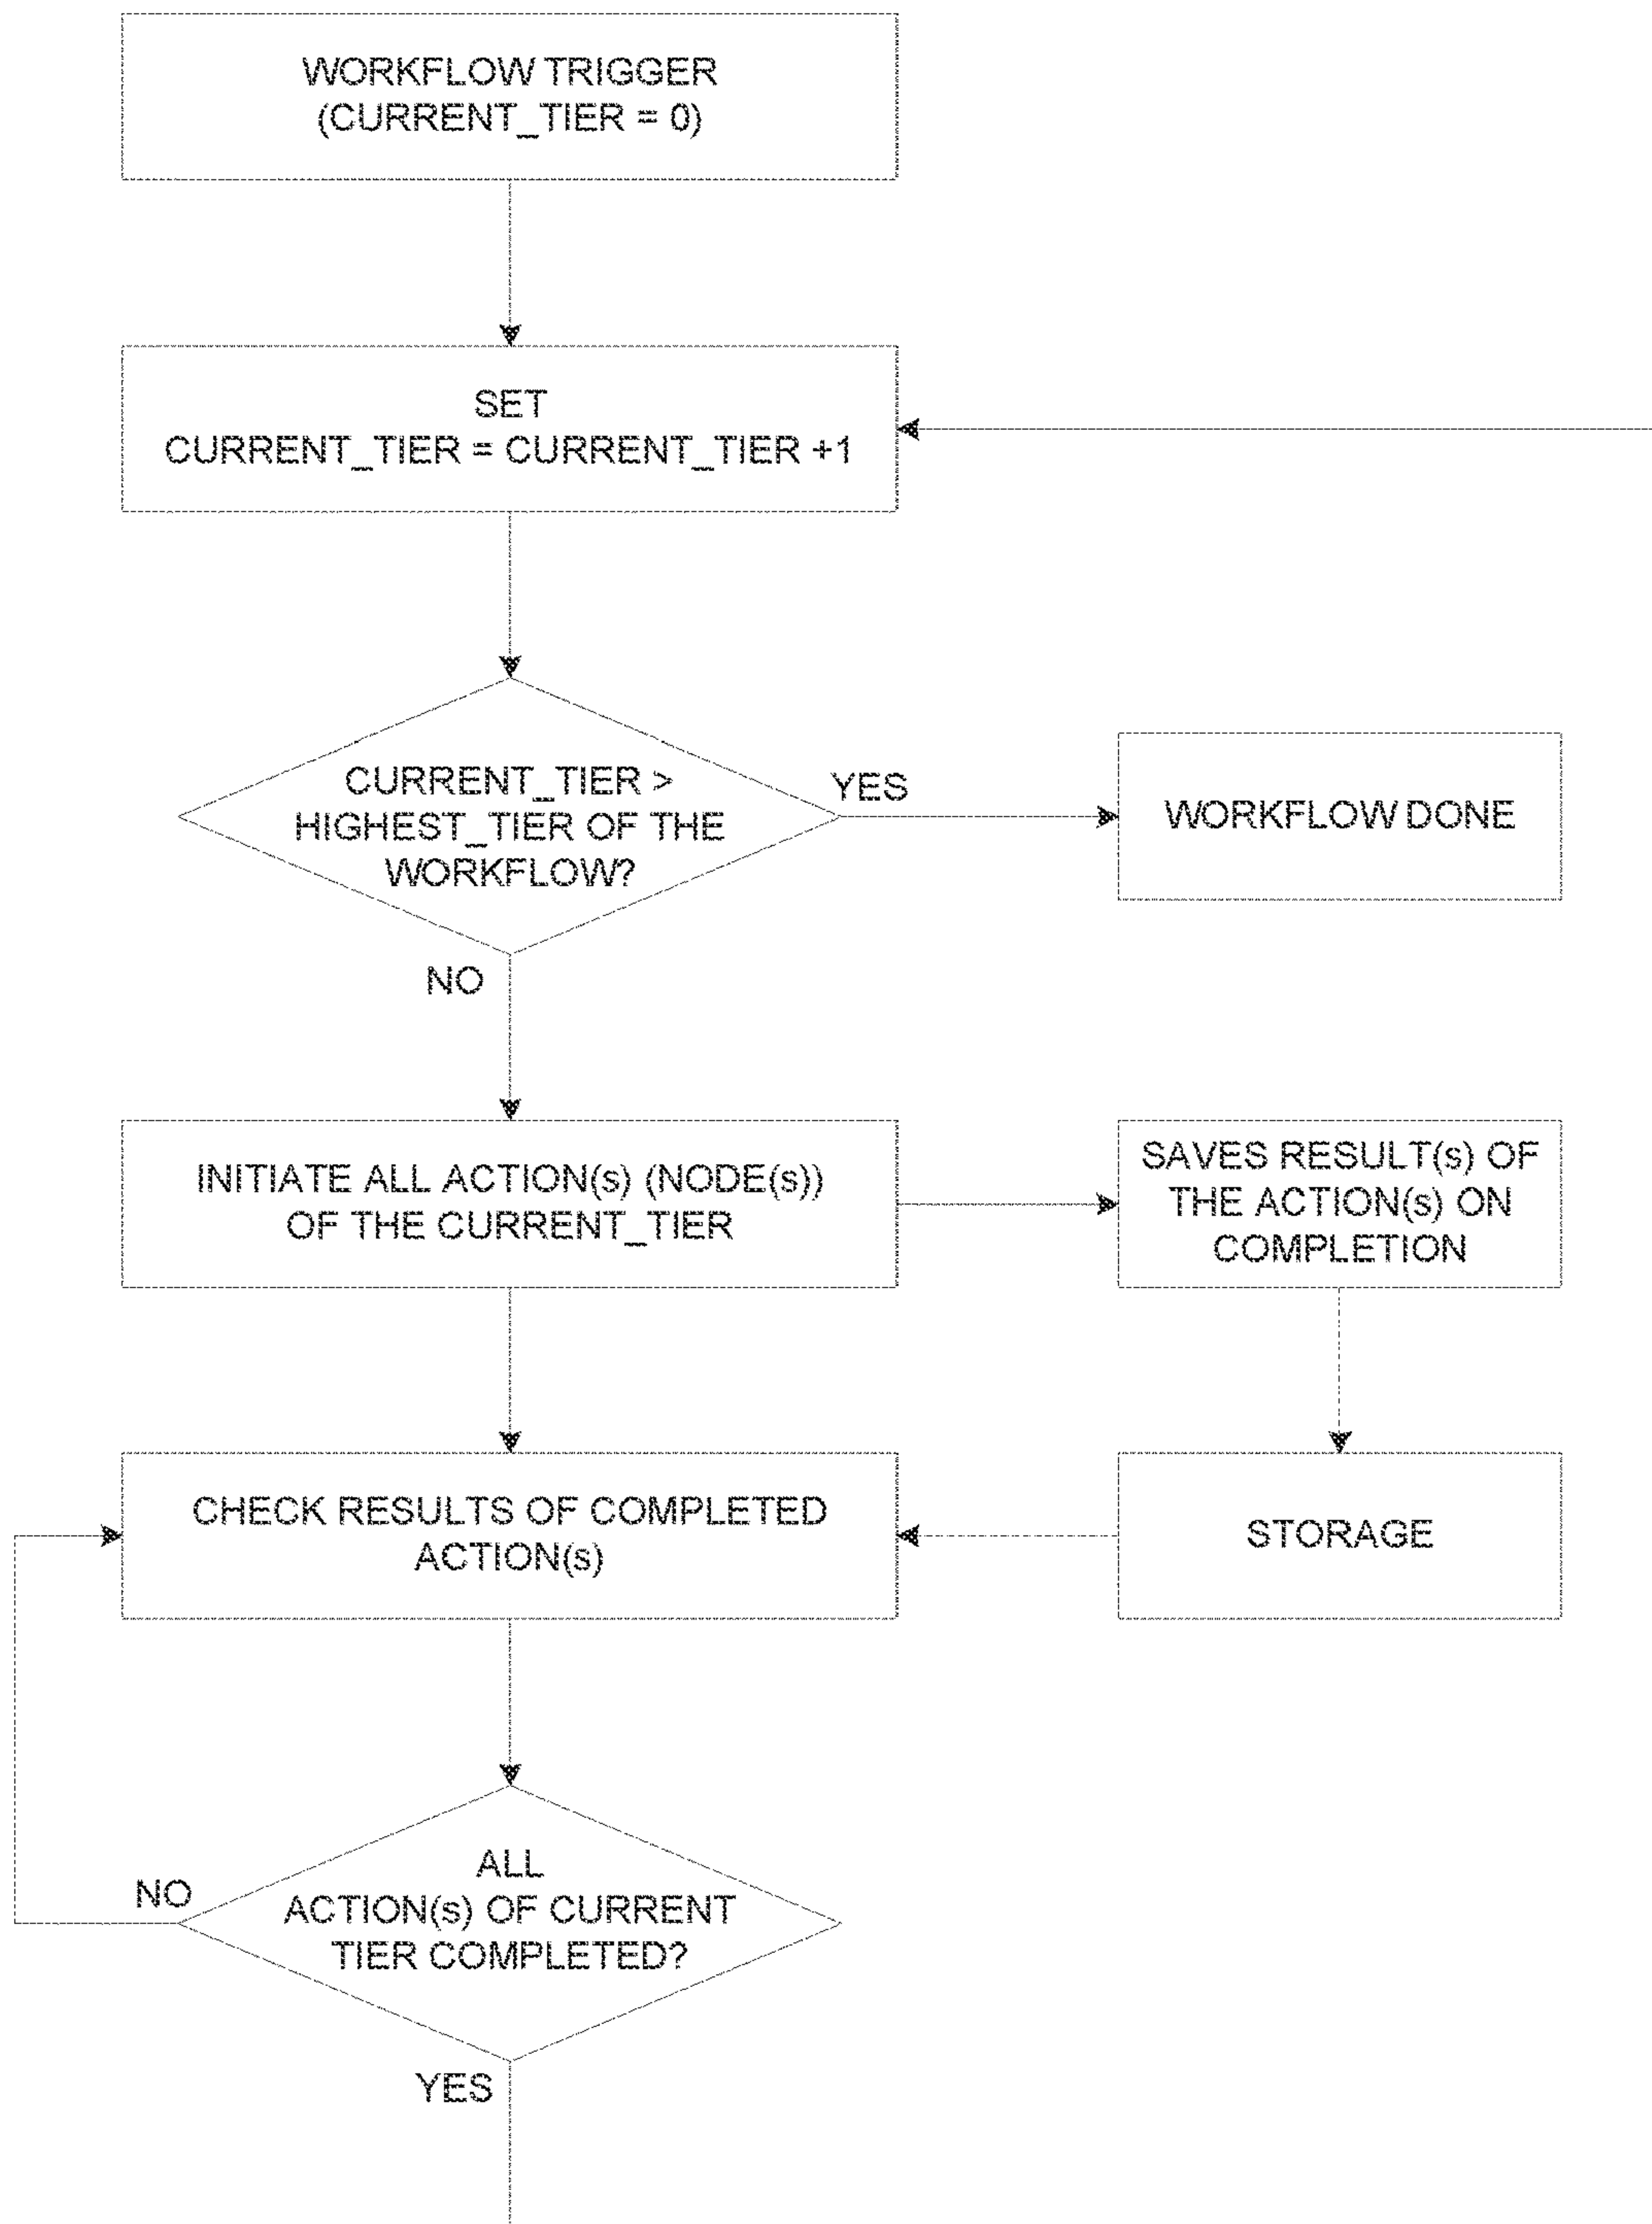 WORKFLOW TRIGGER
(CURRENT_TIER = 0)
SET
CURRENT_TIER = CURRENT_TIER +1
CURRENT_TIER >
HIGHEST_TIER OF THE
WORKFLOW?
YES
WORKFLOW DONE
NO
INITIATE ALL ACTION(s) (NODE(s))
OF THE CURRENT_TIER
SAVES RESULT(s) OF
THE ACTION(s) ON
COMPLETION
CHECK RESULTS OF COMPLETED
ACTION(s)
STORAGE
ALL
ACTION(s) OF CURRENT
TIER COMPLETED?
NO
YES